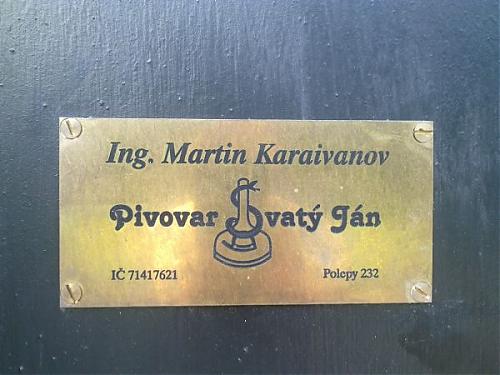 Ing. Martin Karaivanov
Pivovar Svatý Ján
IČ 71417621
Polepy 232